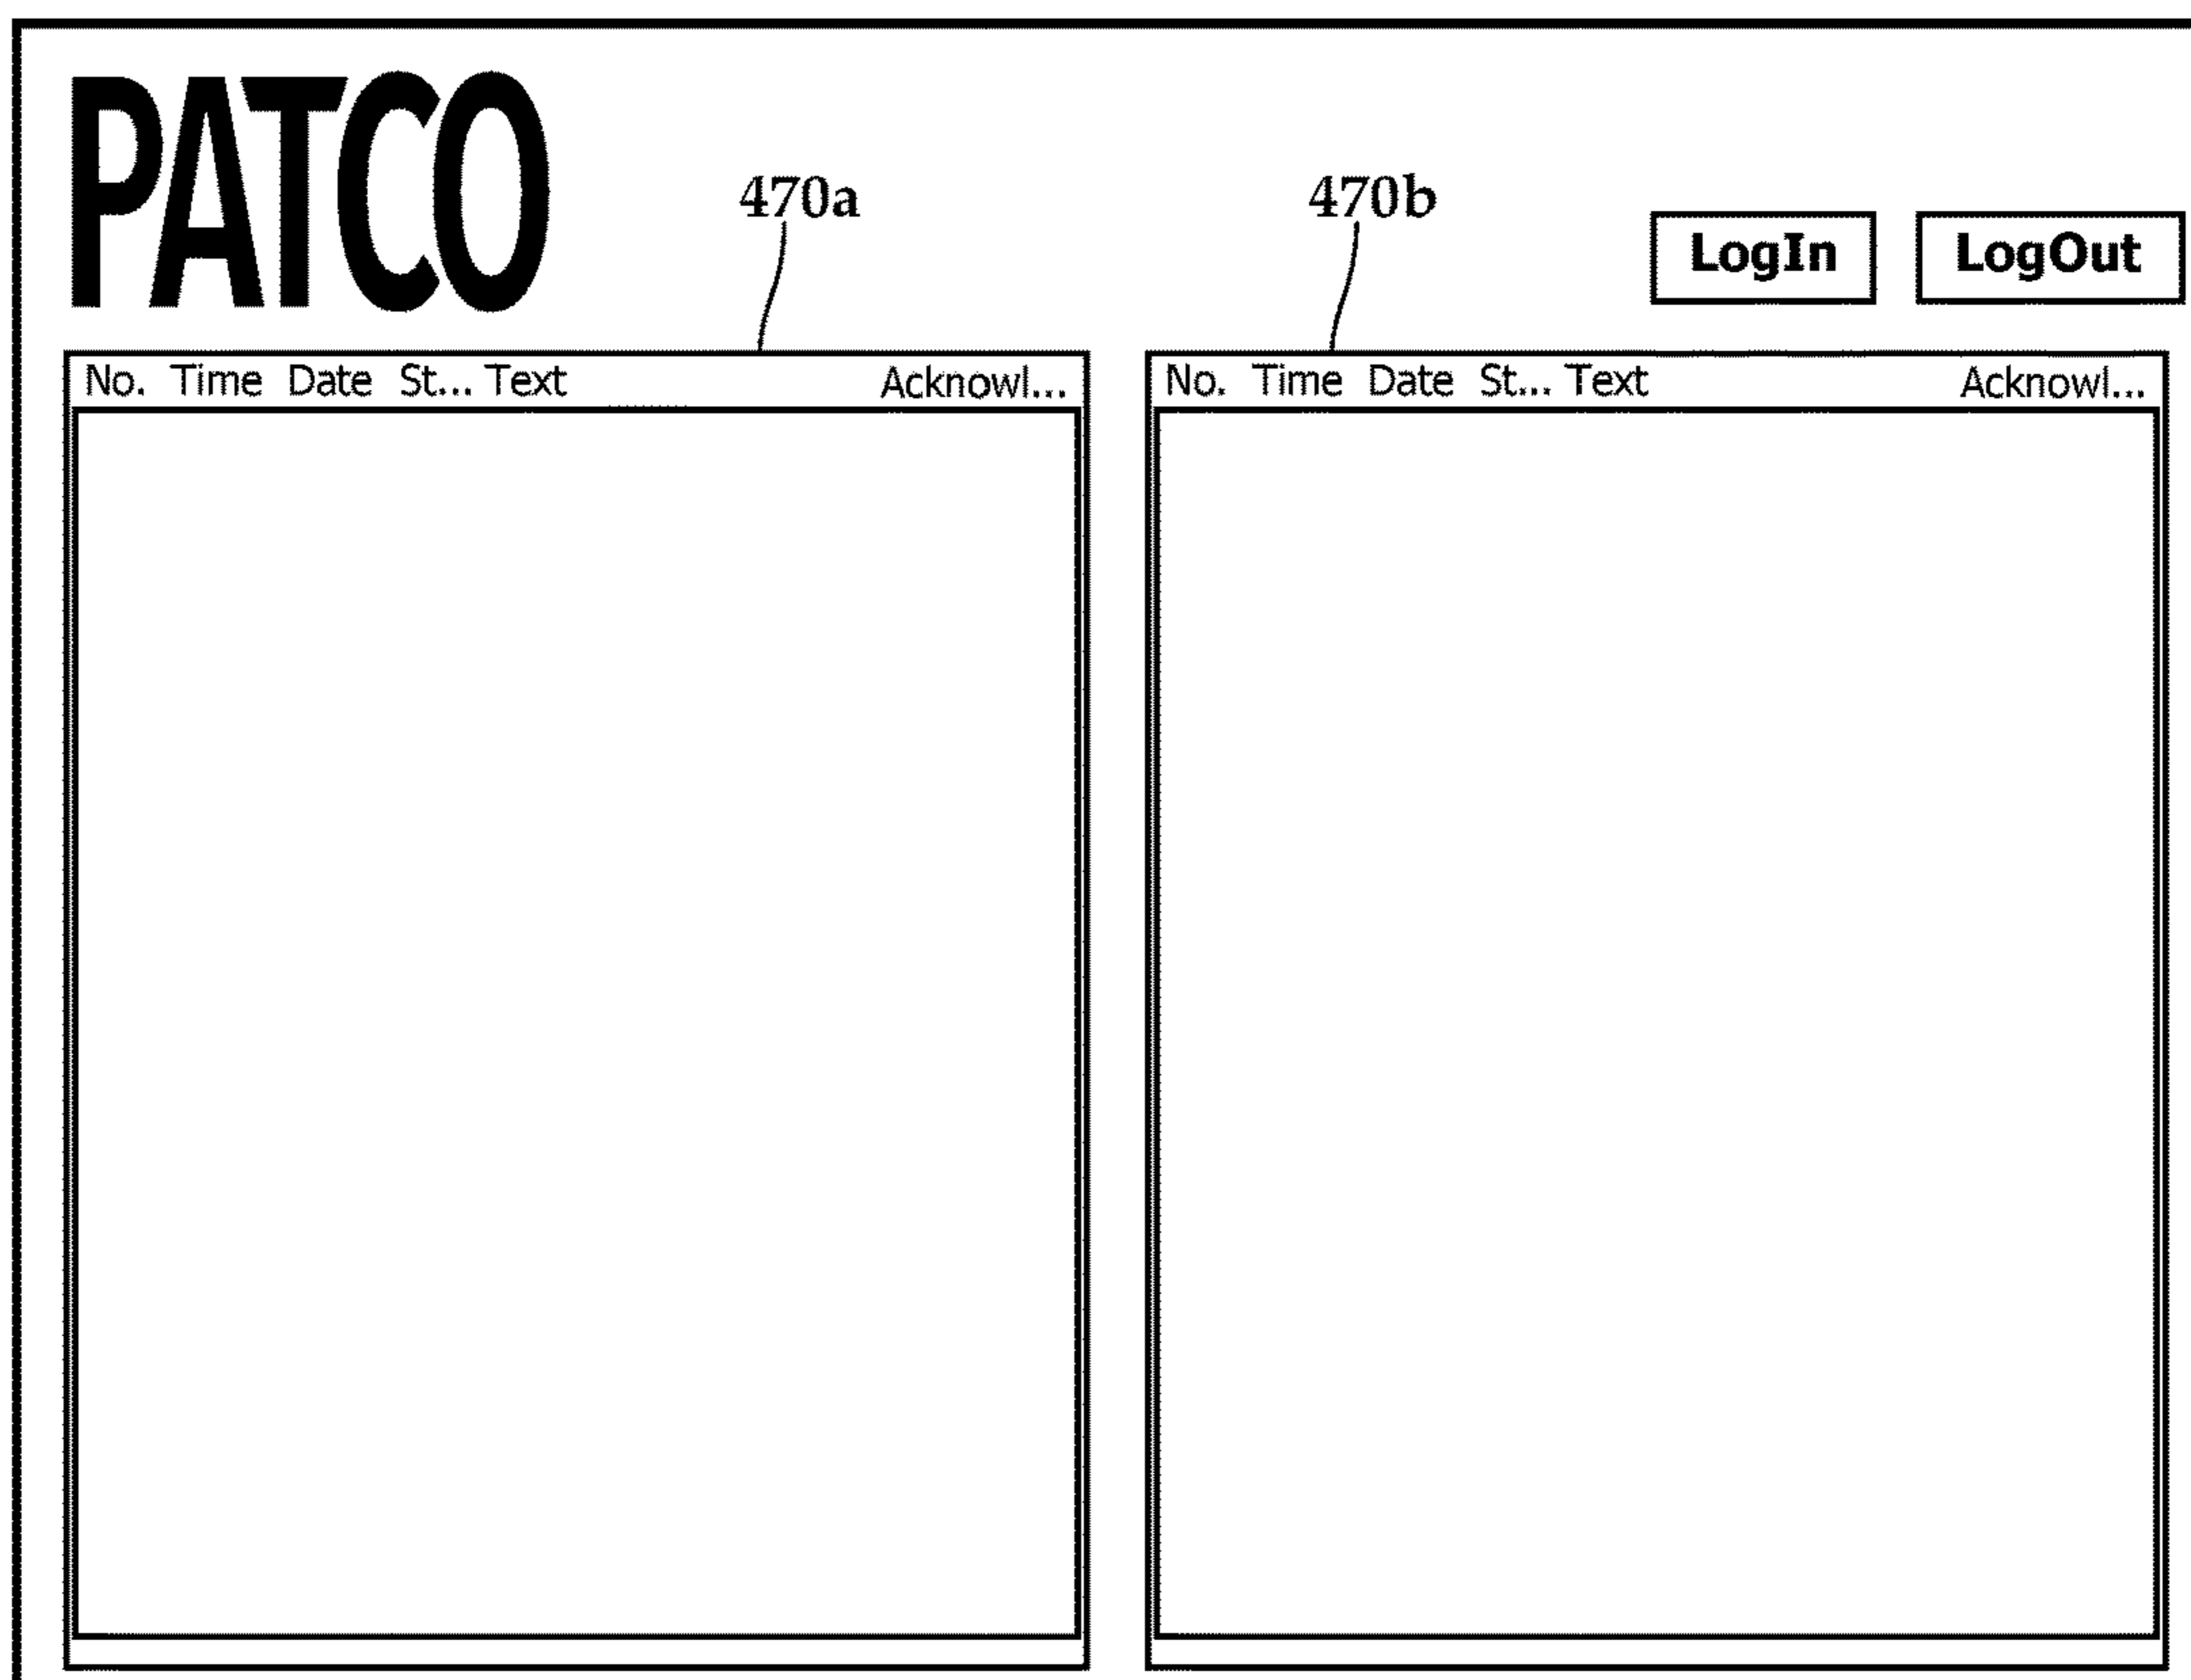 PATCO
470a 470b
LogIn LogOut
No. Time Date St... Text Acknowl...
No. Time Date St... Text Acknowl...